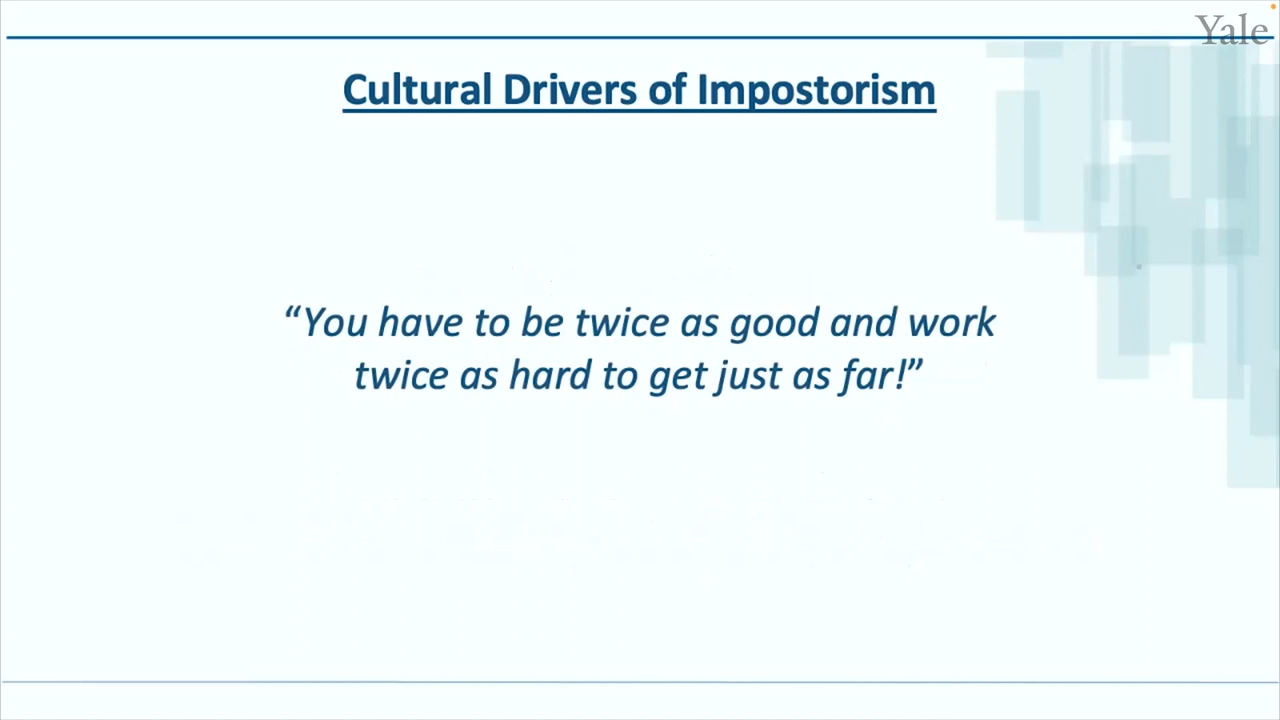 Yale
Cultural Drivers of Impostorism
“You have to be twice as good and work
twice as hard to get just as far!”